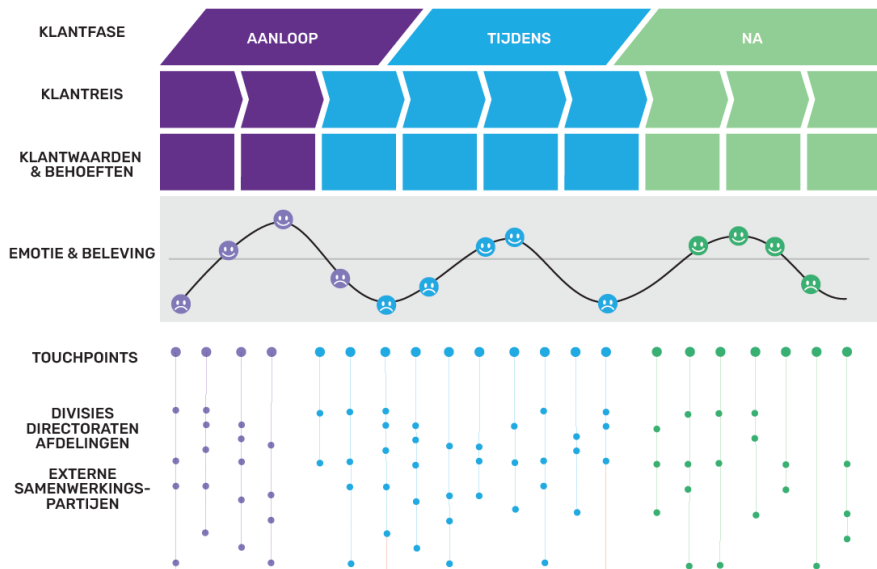 KLANTFASE
AANLOOP
TIJDENS
NA
KLANTREIS
KLANTWAARDEN
& BEHOEFTEN
EMOTIE & BELEVING
TOUCHPOINTS
DIVISIES
DIRECTORATEN
AFDELINGEN
EXTERNE
SAMENWERKINGS-
PARTIJEN